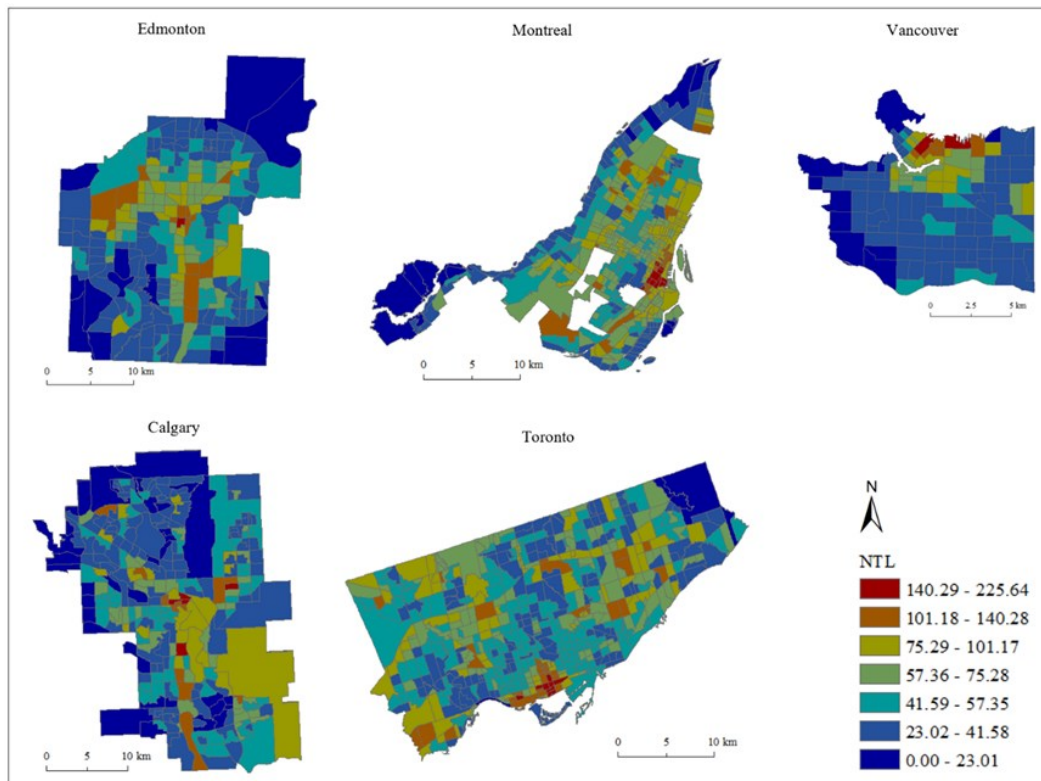 Edmonton
Montreal
Vancouver
0 2.5 5 km
0 5 10 km
0 5 10 km
Calgary
Toronto
N
NTL
140.29 - 225.64
101.18 - 140.28
75.29 - 101.17
57.36 - 75.28
41.59 - 57.35
23.02 - 41.58
0.00 - 23.01
0 5 10 km
0 5 10 km